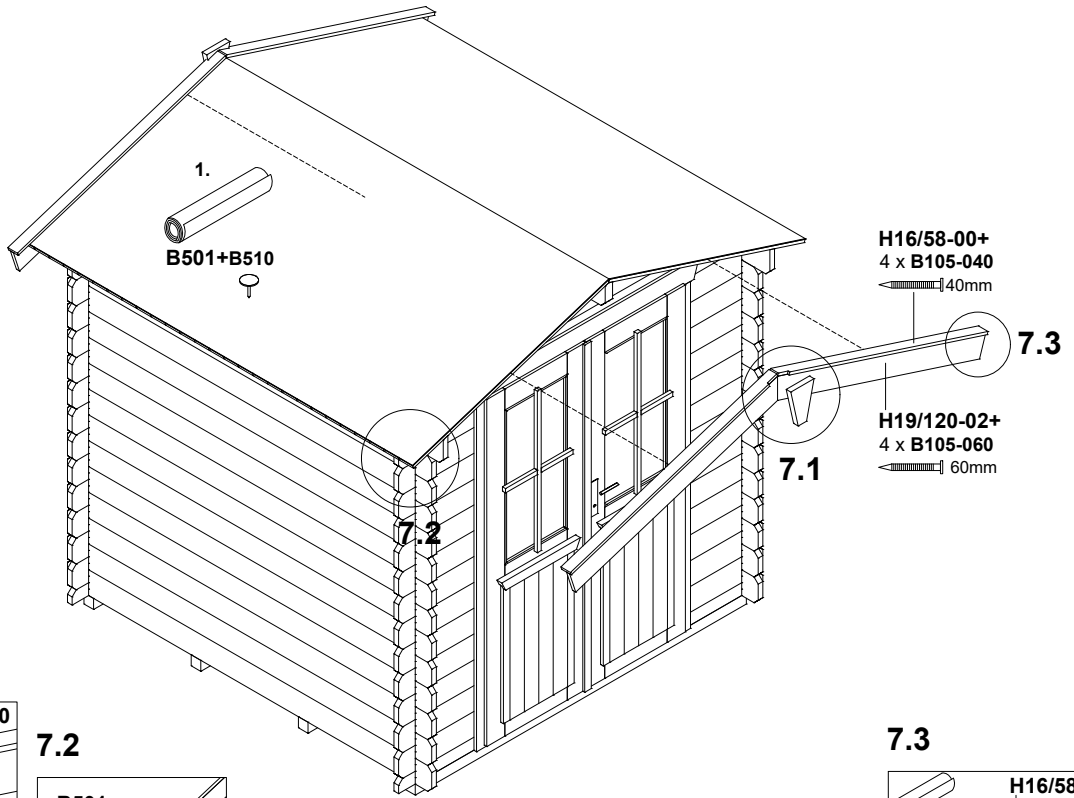 1.
B501+B510
H16/58-00+
4 x B105-040
40mm
7.3
H19/120-02+
4 x B105-060
60mm
7.1
7.2
0
7.2
7.3
H16/58